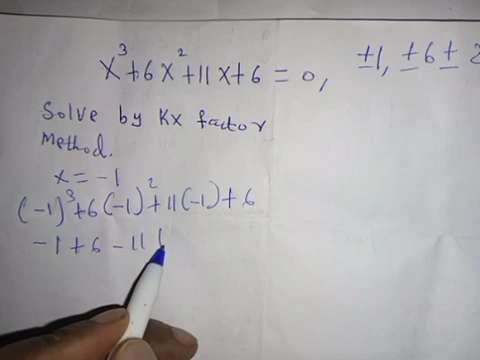 x³+6x²+11x+6=0, ±1, ±6 ±
Solve by Kx factor
Method.
x=-1
(-1)³+6(-1)²+11(-1)+6
-1+6-11